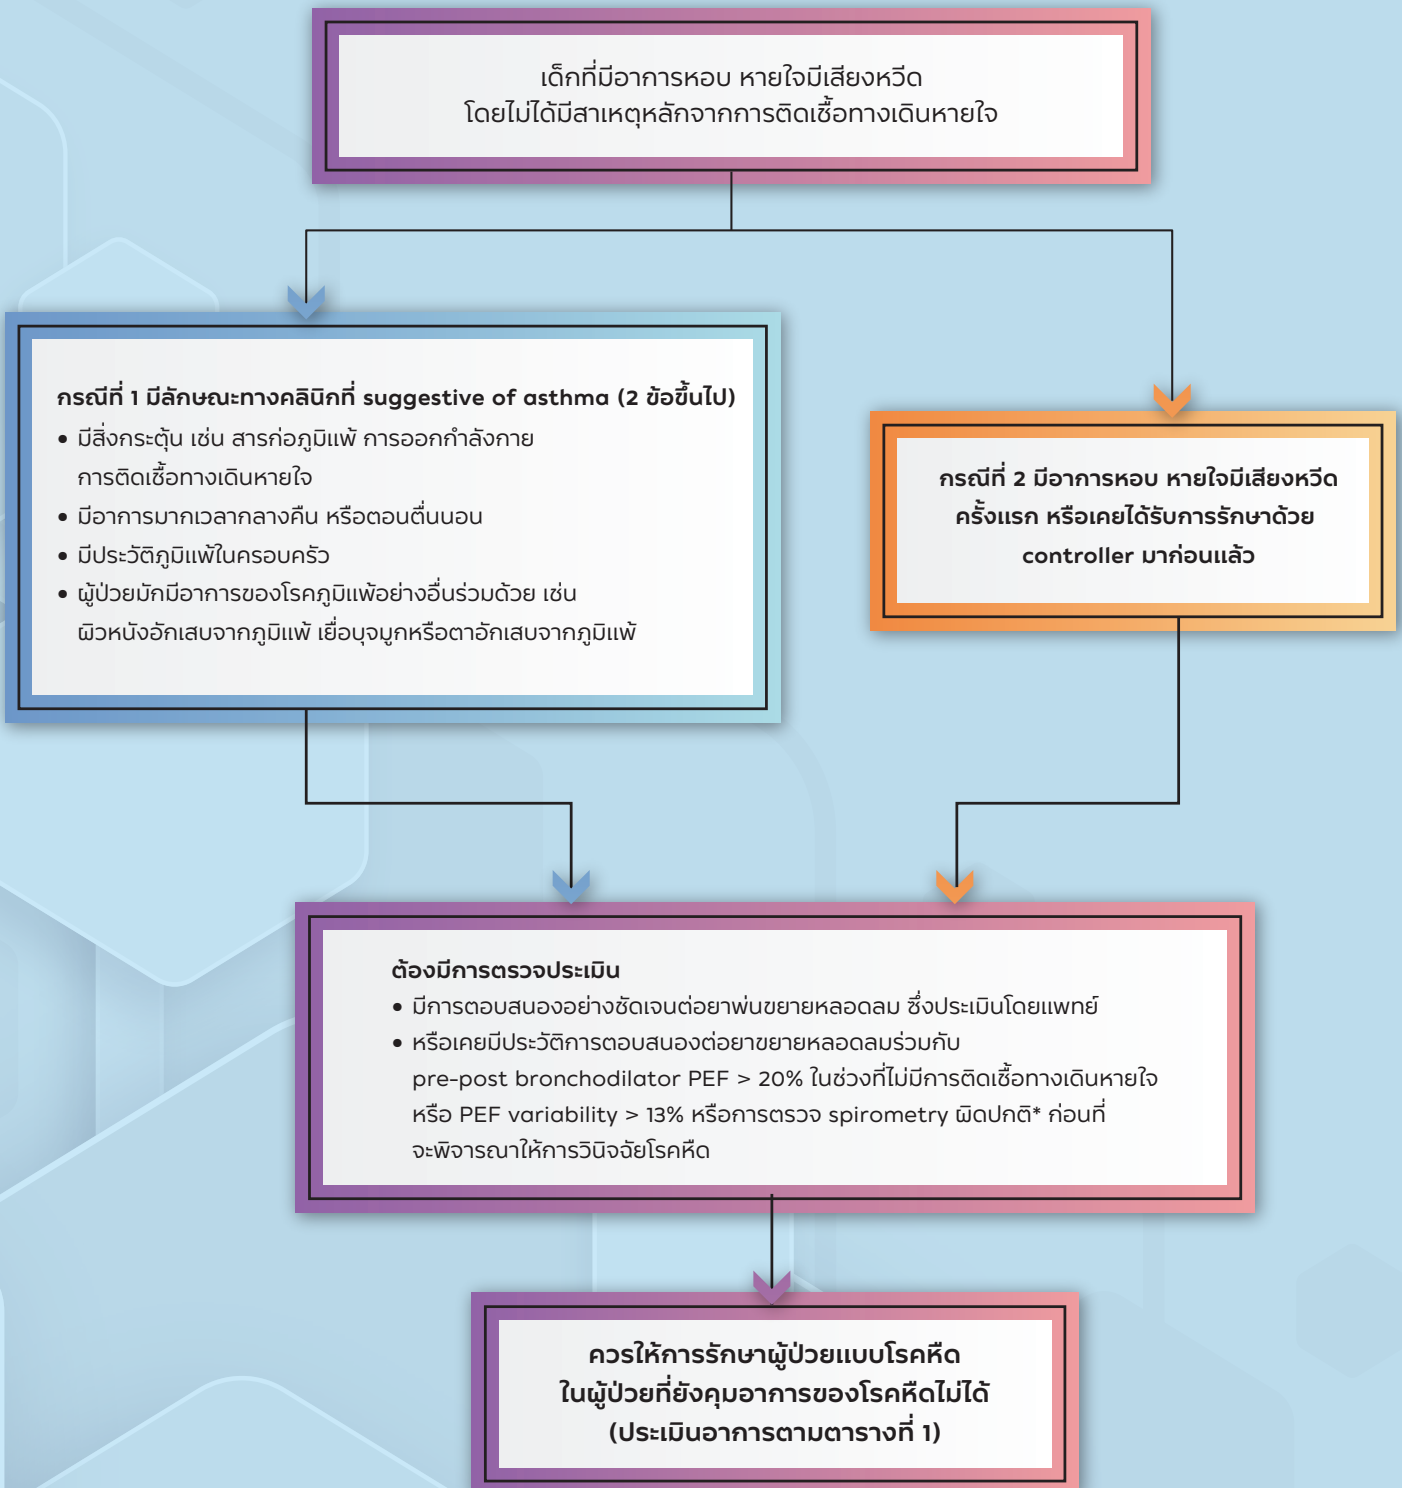 เด็กที่มีอาการหอบ หายใจมีเสียงหวีด
โดยไม่ได้มีสาเหตุหลักจากการติดเชื้อทางเดินหายใจ
กรณีที่ 1 มีลักษณะทางคลินิกที่ suggestive of asthma (2 ข้อขึ้นไป)
• มีสิ่งกระตุ้น เช่น สารก่อภูมิแพ้ การออกกำลังกาย
การติดเชื้อทางเดินหายใจ
• มีอาการมากเวลากลางคืน หรือตอนตื่นนอน
• มีประวัติภูมิแพ้ในครอบครัว
• ผู้ป่วยมักมีอาการของโรคภูมิแพ้อย่างอื่นร่วมด้วย เช่น
ผิวหนังอักเสบจากภูมิแพ้ เยื่อบุจมูกหรือตาอักเสบจากภูมิแพ้
กรณีที่ 2 มีอาการหอบ หายใจมีเสียงหวีด
ครั้งแรก หรือเคยได้รับการรักษาด้วย
controller มาก่อนแล้ว
ต้องมีการตรวจประเมิน
• มีการตอบสนองอย่างชัดเจนต่อยาพ่นขยายหลอดลม ซึ่งประเมินโดยแพทย์
• หรือเคยมีประวัติการตอบสนองต่อยาขยายหลอดลมร่วมกับ
pre-post bronchodilator PEF > 20% ในช่วงที่ไม่มีการติดเชื้อทางเดินหายใจ
หรือ PEF variability > 13% หรือการตรวจ spirometry ผิดปกติ* ก่อนที่
จะพิจารณาให้การวินิจฉัยโรคหืด
ควรให้การรักษาผู้ป่วยแบบโรคหืด
ในผู้ป่วยที่ยังคุมอาการของโรคหืดไม่ได้
(ประเมินอาการตามตารางที่ 1)